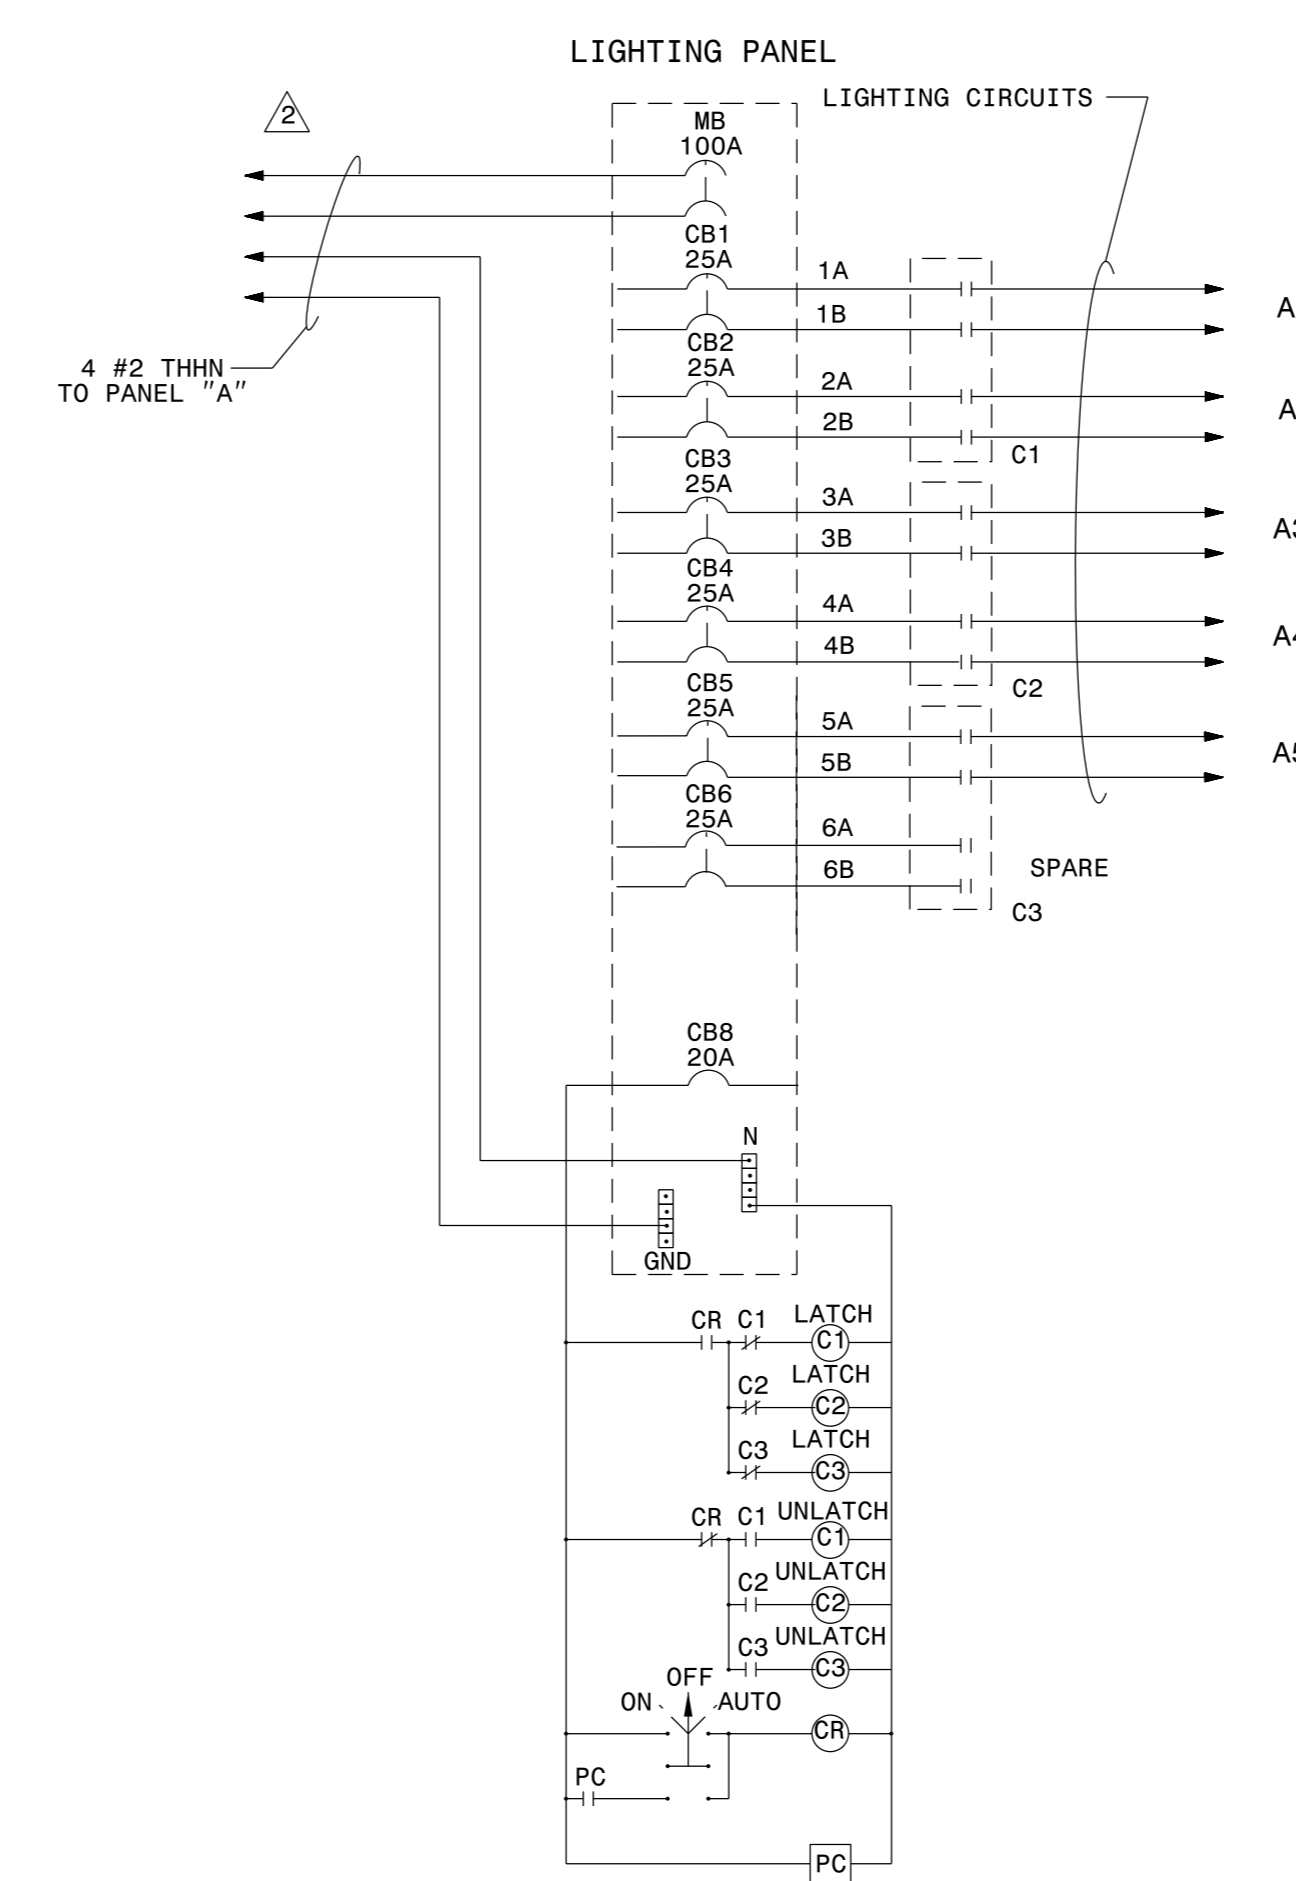 LIGHTING PANEL
LIGHTING CIRCUITS
2
MB
100A
CB1
25A
1A
1B
A
CB2
25A
2A
2B
A
C1
4 #2 THHN
TO PANEL "A"
CB3
25A
3A
3B
A3
CB4
25A
4A
4B
A4
C2
CB5
25A
5A
5B
A5
CB6
25A
6A
6B
SPARE
C3
CB8
20A
N
GND
CR C1 LATCH
C1
C2 LATCH
C2
C3 LATCH
C3
CR C1 UNLATCH
C1
C2 UNLATCH
C2
C3 UNLATCH
C3
OFF
ON AUTO
CR
PC
PC